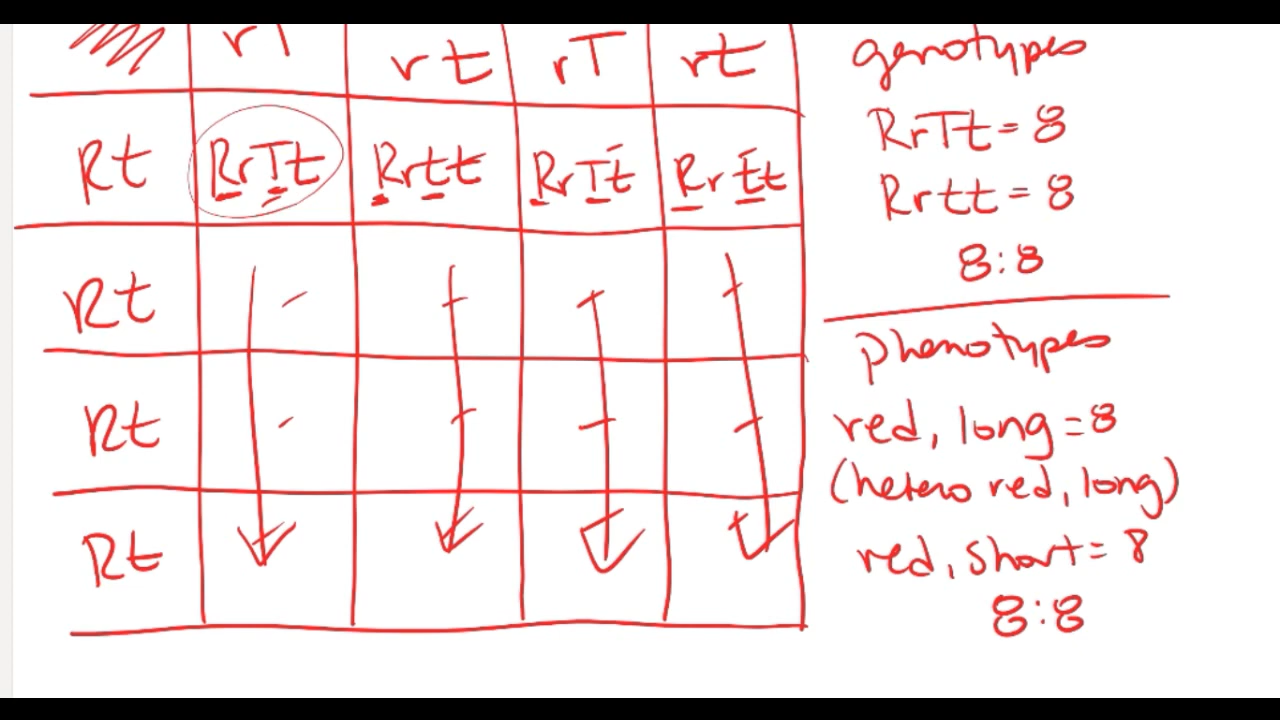 rT rt rT rt
Rt RrTt Rrtt RrTt Rrtt
Rt
Rt
Rt
genotypes
RrTt = 8
Rrtt = 8
8:8
phenotypes
red, long = 8
(hetero red, long)
red, short = 8
8:8